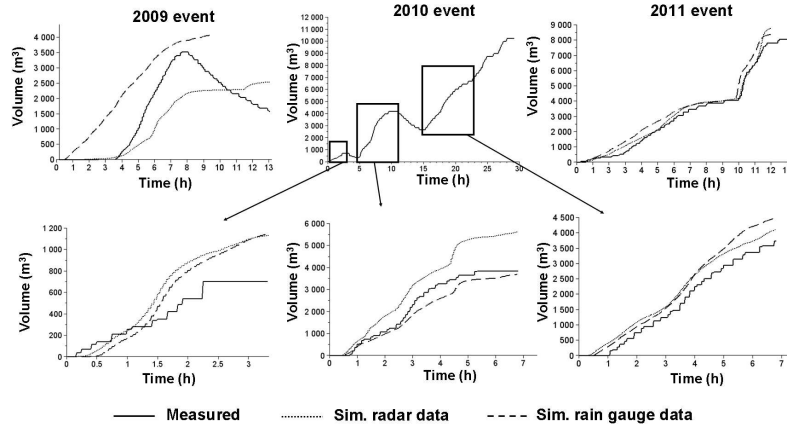 2009 event
2010 event
2011 event
Volume (m³)
4 000
3 500
3 000
2 500
2 000
1 500
1 000
500
0
0 1 2 3 4 5 6 7 8 9 10 11 12 13
Time (h)
Volume (m³)
12 000
11 000
10 000
9 000
8 000
7 000
6 000
5 000
4 000
3 000
2 000
1 000
0
0 5 10 15 20 25 30
Time (h)
Volume (m³)
9 000
8 000
7 000
6 000
5 000
4 000
3 000
2 000
1 000
0
0 1 2 3 4 5 6 7 8 9 10 11 12 13
Time (h)
Volume (m³)
1 200
1 000
800
600
400
200
0
0 0.5 1 1.5 2 2.5 3
Time (h)
Volume (m³)
6 000
5 000
4 000
3 000
2 000
1 000
0
0 1 2 3 4 5 6 7
Time (h)
Volume (m³)
4 500
4 000
3 500
3 000
2 500
2 000
1 500
1 000
500
0
0 1 2 3 4 5 6 7
Time (h)
Measured
Sim. radar data
Sim. rain gauge data